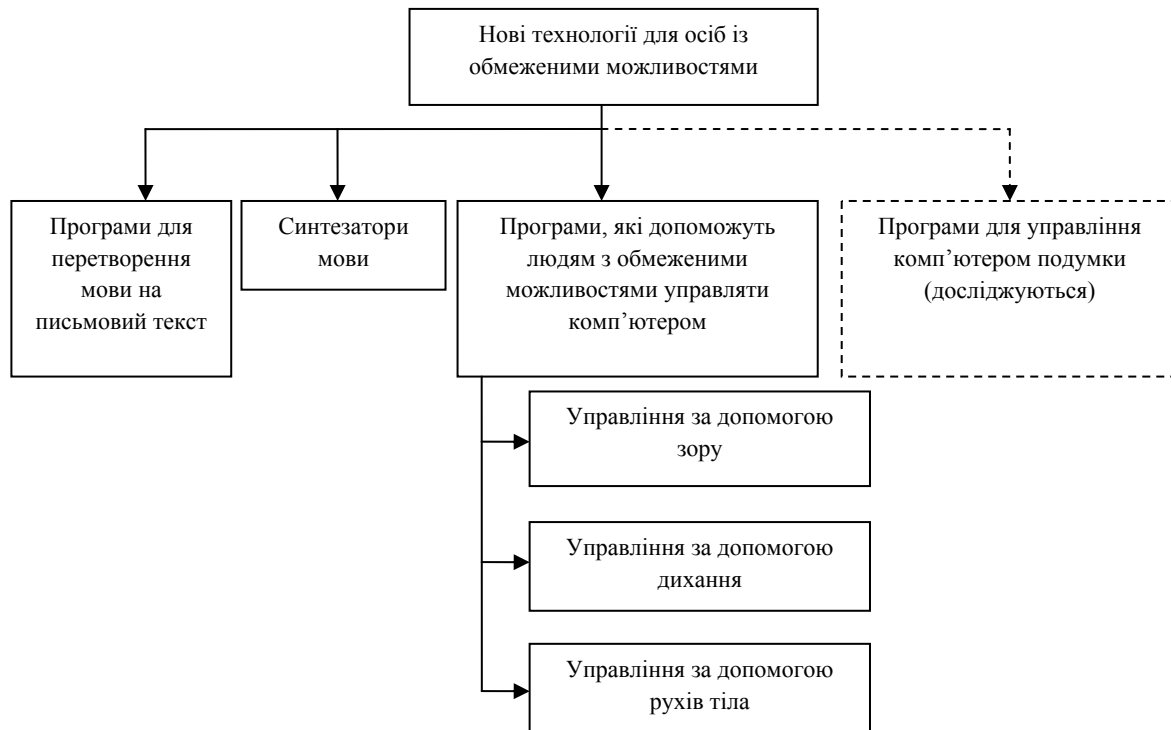 Нові технології для осіб із
обмеженими можливостями
Програми для
перетворення
мови на
письмовий текст
Синтезатори
мови
Програми, які допоможуть
людям з обмеженими
можливостями управляти
комп’ютером
Програми для управління
комп’ютером подумки
(досліджуються)
Управління за допомогою
зору
Управління за допомогою
дихання
Управління за допомогою
рухів тіла